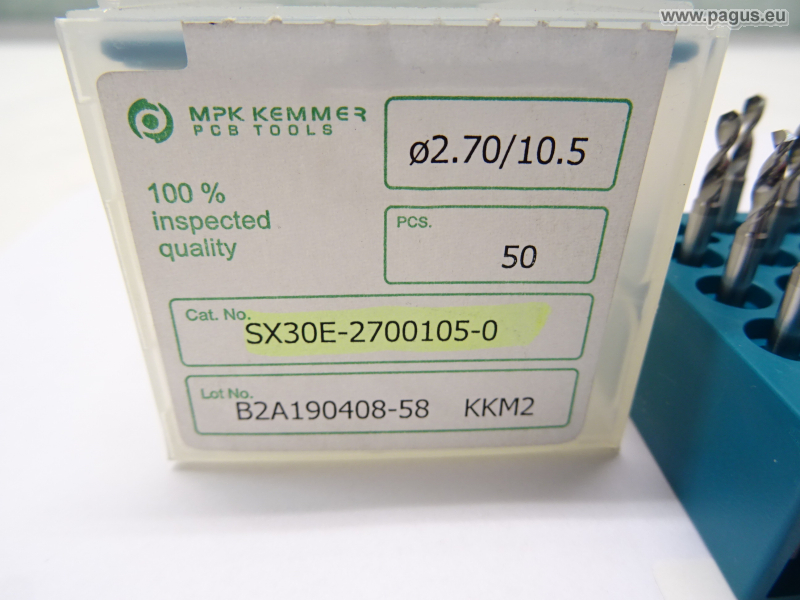 www.pagus.eu
MPK KEMMER
PCB TOOLS
ø2.70/10.5
100 %
inspected
quality
PCS.
50
Cat. No.
SX30E-2700105-0
Lot No.
B2A190408-58 KKM2